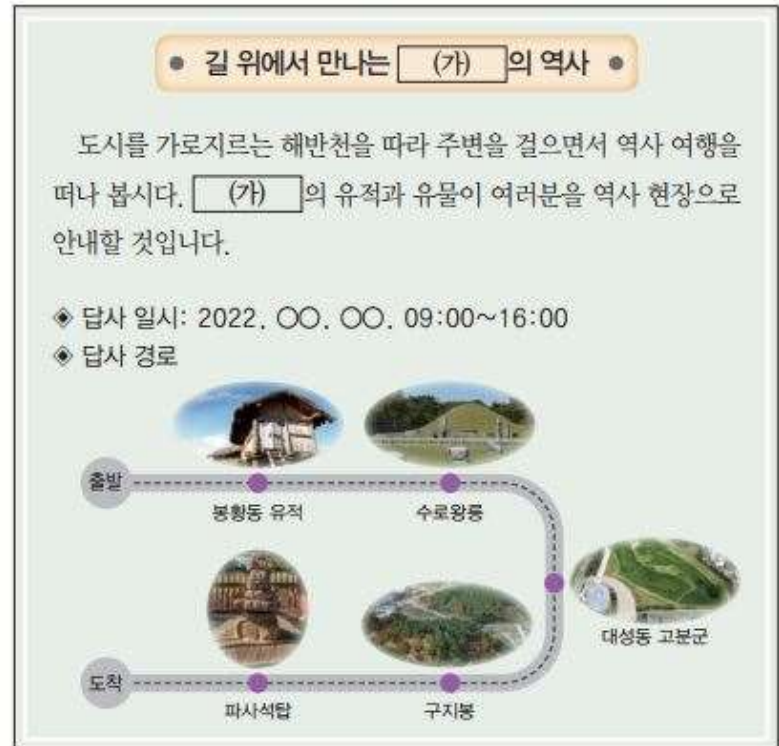 ● 길 위에서 만나는 (가) 의 역사 ●
도시를 가로지르는 해반천을 따라 주변을 걸으면서 역사 여행을
떠나 봅시다. (가) 의 유적과 유물이 여러분을 역사 현장으로
안내할 것입니다.
◈ 답사 일시: 2022. ○○. ○○. 09:00~16:00
◈ 답사 경로
출발
봉황동 유적
수로왕릉
대성동 고분군
구지봉
파사석탑
도착